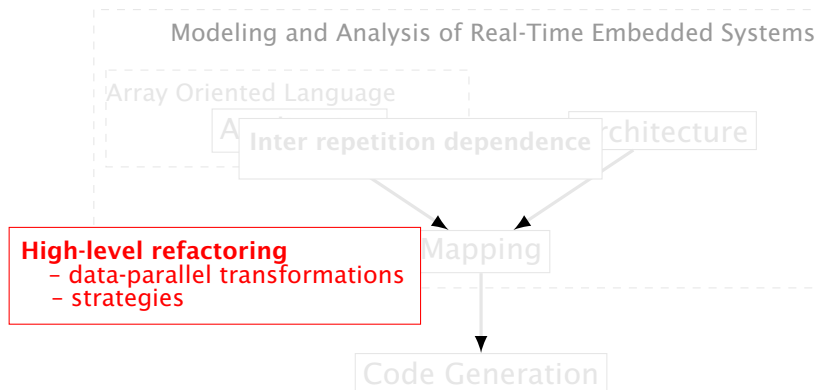 Modeling and Analysis of Real-Time Embedded Systems
Array Oriented Language
Inter repetition dependence
High-level refactoring
– data-parallel transformations
– strategies
Mapping
Code Generation